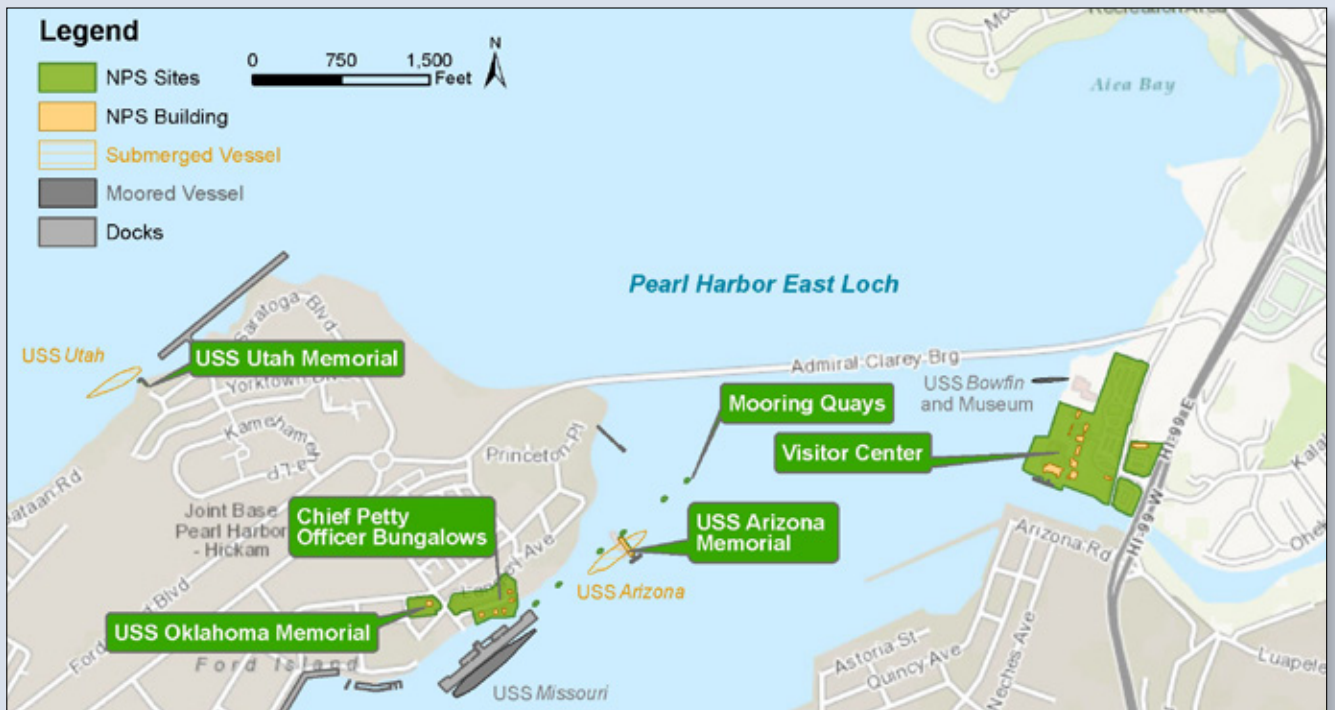 Legend
0 750 1,500
Feet
N
NPS Sites
NPS Building
Submerged Vessel
Moored Vessel
Docks
Recreation Area
Aiea Bay
Pearl Harbor East Loch
Saratoga Blvd
USS Utah
USS Utah Memorial
Yorktown
Admiral Clarey Brg
USS Bowfin
and Museum
Mooring Quays
HI-99=E
Visitor Center
Princeton Pl
Joint Base
Pearl Harbor
- Hickam
Chief Petty
Officer Bungalows
USS Arizona
Memorial
Arizona Rd
HI-99=W
USS Arizona
USS Oklahoma Memorial
Ford Island
USS Missouri
Astoria St
Quincy Ave
Neches Ave
Luapele